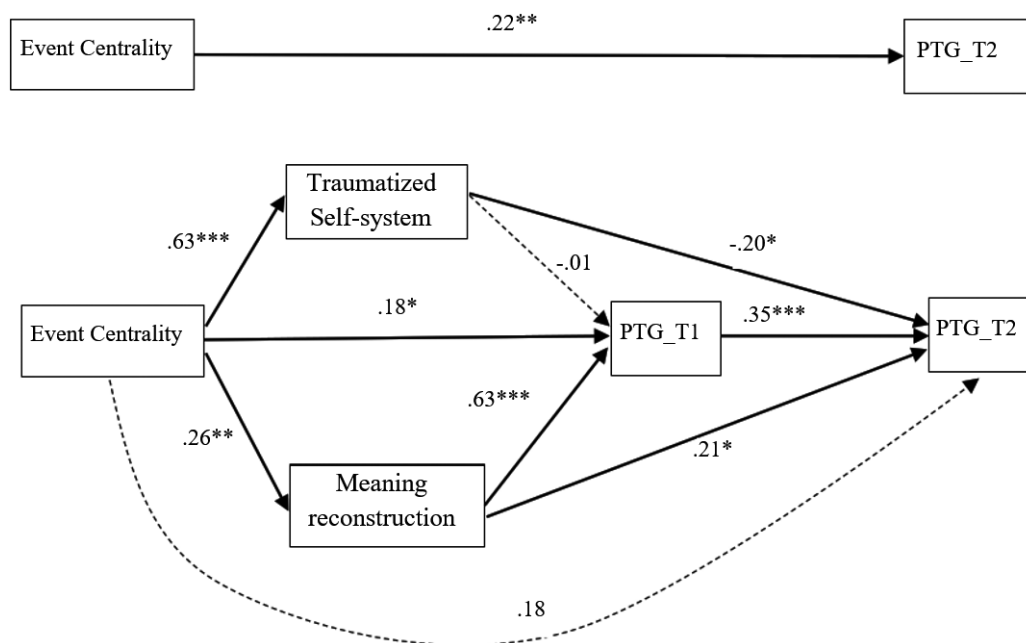 .22**
Event Centrality
PTG_T2
Traumatized
Self-system
.63***
-.20*
-.01
.18*
.35***
Event Centrality
PTG_T1
PTG_T2
.63***
.26**
.21*
Meaning
reconstruction
.18